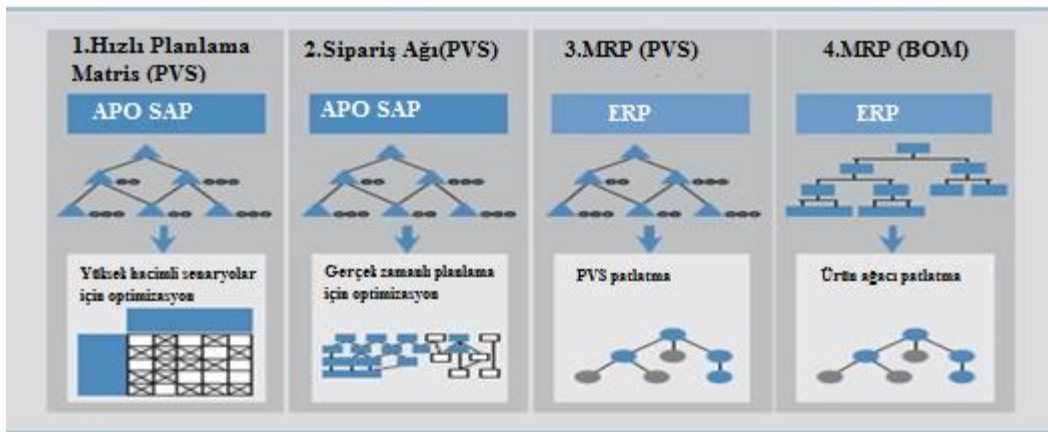 1.Hızlı Planlama
Matris (PVS)
APO SAP
Yüksek hacimli senaryolar
için optimizasyon
2.Sipariş Ağı(PVS)
APO SAP
Gerçek zamanlı planlama
için optimizasyon
3.MRP (PVS)
ERP
PVS patlatma
4.MRP (BOM)
ERP
Ürün ağacı patlatma